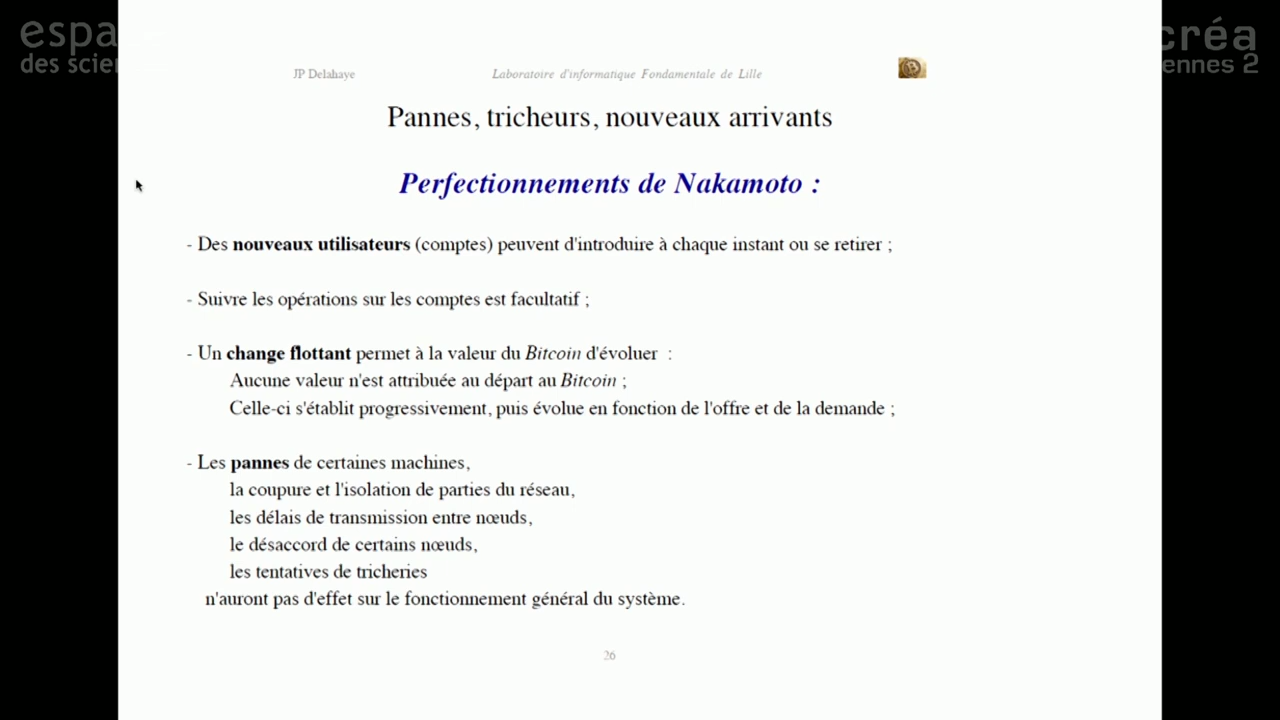 espa
des scien
créa
ennes 2
JP Delahaye
Laboratoire d'informatique Fondamentale de Lille
Pannes, tricheurs, nouveaux arrivants
Perfectionnements de Nakamoto :
- Des nouveaux utilisateurs (comptes) peuvent d'introduire à chaque instant ou se retirer ;
- Suivre les opérations sur les comptes est facultatif ;
- Un change flottant permet à la valeur du Bitcoin d'évoluer :
Aucune valeur n'est attribuée au départ au Bitcoin ;
Celle-ci s'établit progressivement, puis évolue en fonction de l'offre et de la demande ;
- Les pannes de certaines machines,
la coupure et l'isolation de parties du réseau,
les délais de transmission entre nœuds,
le désaccord de certains nœuds,
les tentatives de tricheries
n'auront pas d'effet sur le fonctionnement général du système.
26